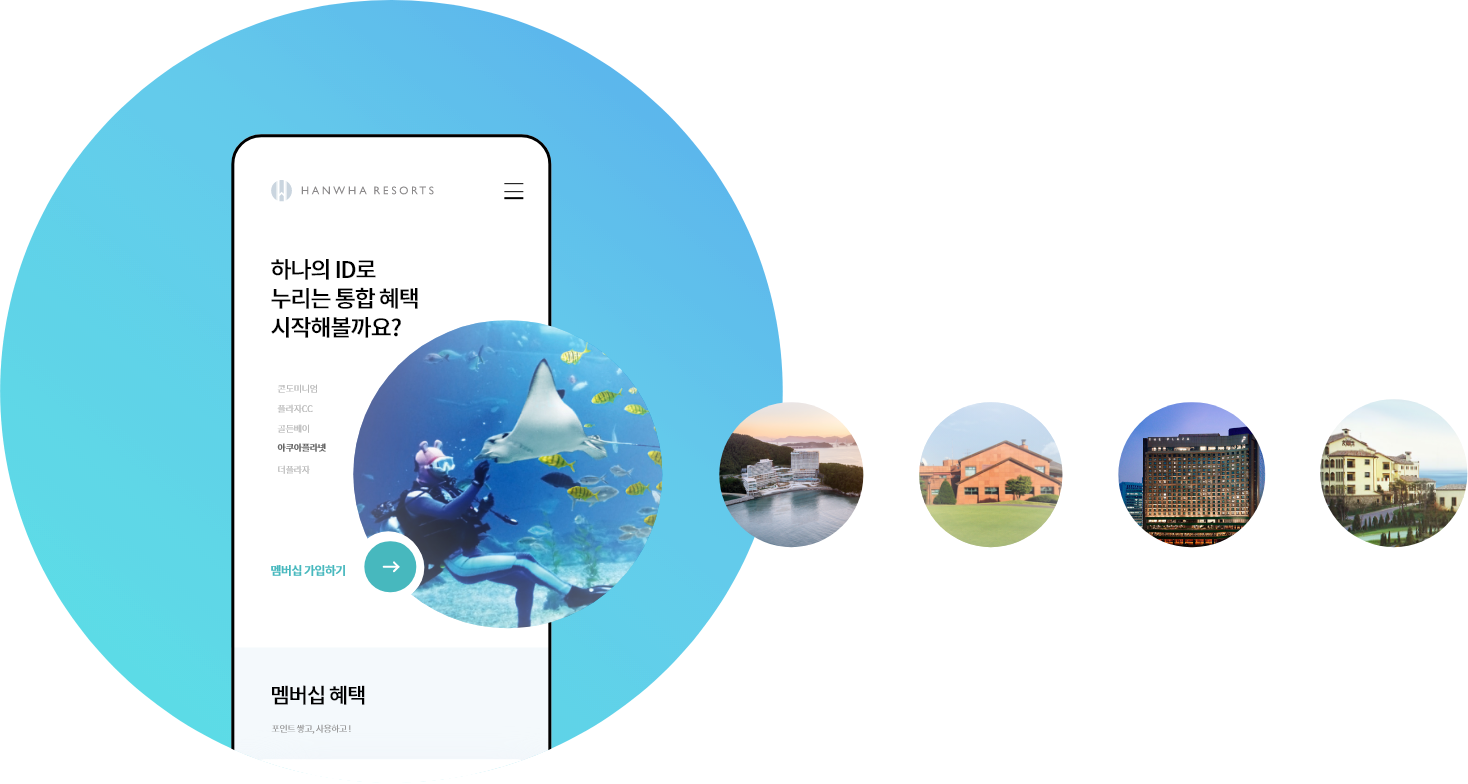 HANWHA RESORTS
하나의 ID로
누리는 통합 혜택
시작해볼까요?
콘도미니엄
플라자CC
골든베이
아쿠아플라넷
더플라자
멤버십 가입하기
멤버십 혜택
포인트 쌓고, 사용하고!
THE PLAZA